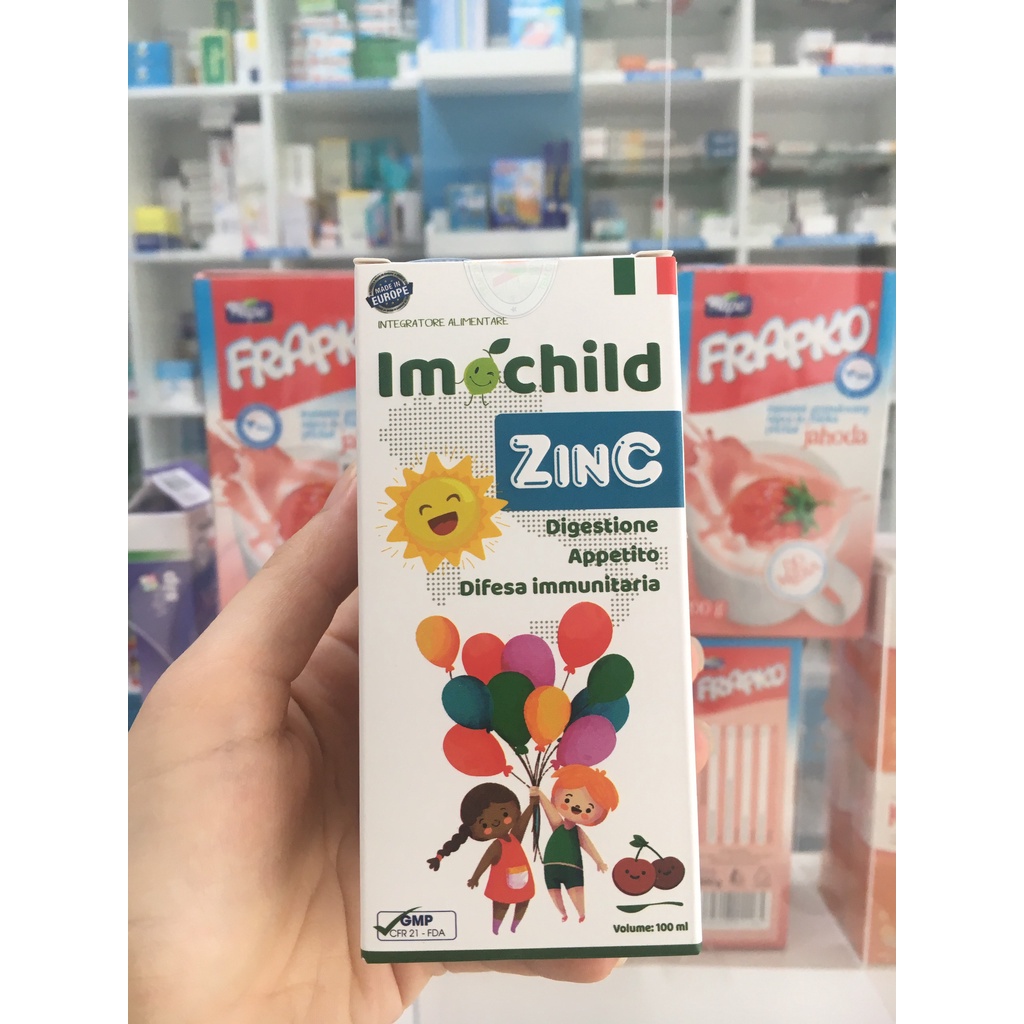 MADE IN
EUROPE
INTEGRATORE ALIMENTARE
Imochild
ZINC
Digestione
Appetito
Difesa immunitaria
GMP
CFR 21 - FDA
Volume: 100 ml
FRAPKO
jahoda
FRAPKO
jahoda
FRAPKO